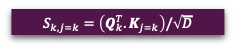 S_{k,j=k} = (Q_k^T.K_{j=k})/√D